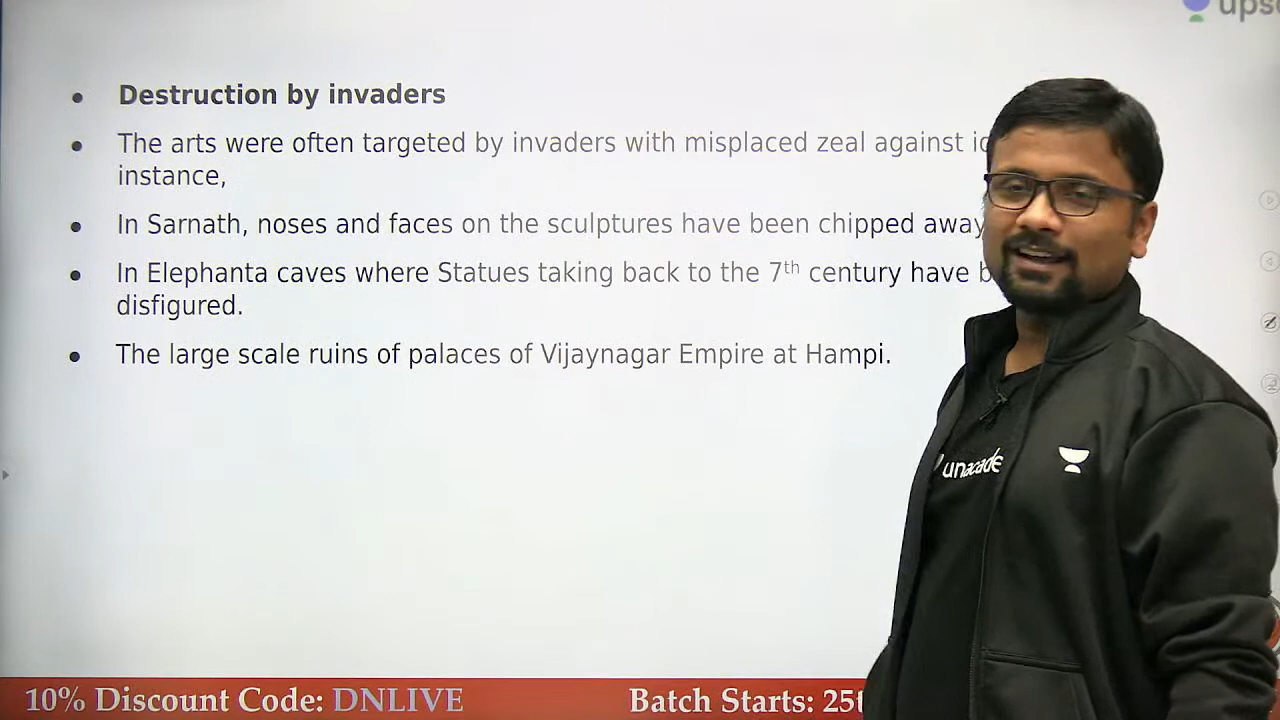 upsc
Destruction by invaders
The arts were often targeted by invaders with misplaced zeal against
instance,
In Sarnath, noses and faces on the sculptures have been chipped away
In Elephanta caves where Statues taking back to the 7th century have
disfigured.
The large scale ruins of palaces of Vijaynagar Empire at Hampi.
unacade
10% Discount Code: DNLIVE
Batch Starts: 25t